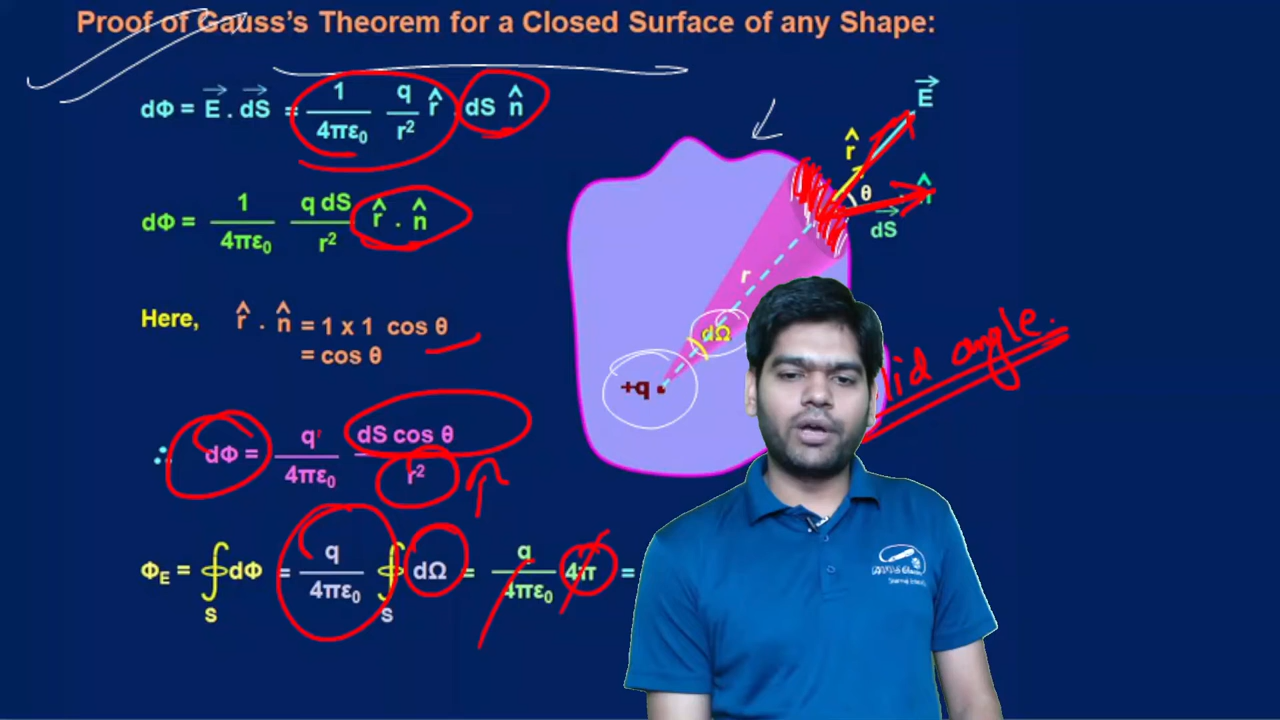 Proof of Gauss's Theorem for a Closed Surface of any Shape:
dΦ = E⃗ . dS⃗ = 1/4πε₀ q/r² r̂ . dS n̂
dΦ = 1/4πε₀ q dS/r² r̂ . n̂
Here, r̂ . n̂ = 1 x 1 cos θ
= cos θ
∴ dΦ = q/4πε₀ dS cos θ/r²
Φ_E = ∮_S dΦ = q/4πε₀ ∮_S dΩ = q/4πε₀ 4π =
E⃗
r̂
θ
dS⃗
r
dΩ
+q
angle.